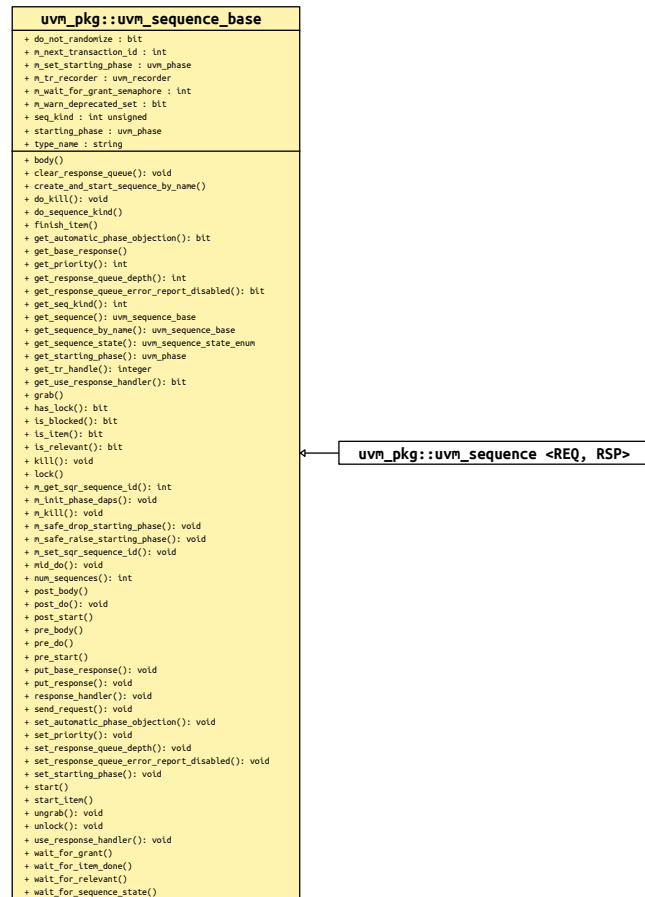 uvm_pkg::uvm_sequence_base
+ do_not_randomize : bit
+ m_next_transaction_id : int
+ m_set_starting_phase : uvm_phase
+ m_tr_recorder : uvm_recorder
+ m_wait_for_grant_semaphore : int
+ m_warn_deprecated_set : bit
+ seq_kind : int unsigned
+ starting_phase : uvm_phase
+ type_name : string
+ body()
+ clear_response_queue(): void
+ create_and_start_sequence_by_name()
+ do_kill(): void
+ do_sequence_kind()
+ finish_item()
+ get_automatic_phase_objection(): bit
+ get_base_response()
+ get_priority(): int
+ get_response_queue_depth(): int
+ get_response_queue_error_report_disabled(): bit
+ get_seq_kind(): int
+ get_sequence(): uvm_sequence_base
+ get_sequence_by_name(): uvm_sequence_base
+ get_sequence_state(): uvm_sequence_state_enum
+ get_starting_phase(): uvm_phase
+ get_tr_handle(): integer
+ get_use_response_handler(): bit
+ grab()
+ has_lock(): bit
+ is_blocked(): bit
+ is_item(): bit
+ is_relevant(): bit
+ kill(): void
+ lock()
+ m_get_sqr_sequence_id(): int
+ m_init_phase_daps(): void
+ m_kill(): void
+ m_safe_drop_starting_phase(): void
+ m_safe_raise_starting_phase(): void
+ m_set_sqr_sequence_id(): void
+ mid_do(): void
+ num_sequences(): int
+ post_body()
+ post_do(): void
+ post_start()
+ pre_body()
+ pre_do()
+ pre_start()
+ put_base_response(): void
+ put_response(): void
+ response_handler(): void
+ send_request(): void
+ set_automatic_phase_objection(): void
+ set_priority(): void
+ set_response_queue_depth(): void
+ set_response_queue_error_report_disabled(): void
+ set_starting_phase(): void
+ start()
+ start_item()
+ ungrab(): void
+ unlock(): void
+ use_response_handler(): void
+ wait_for_grant()
+ wait_for_item_done()
+ wait_for_relevant()
+ wait_for_sequence_state()
uvm_pkg::uvm_sequence <REQ, RSP>